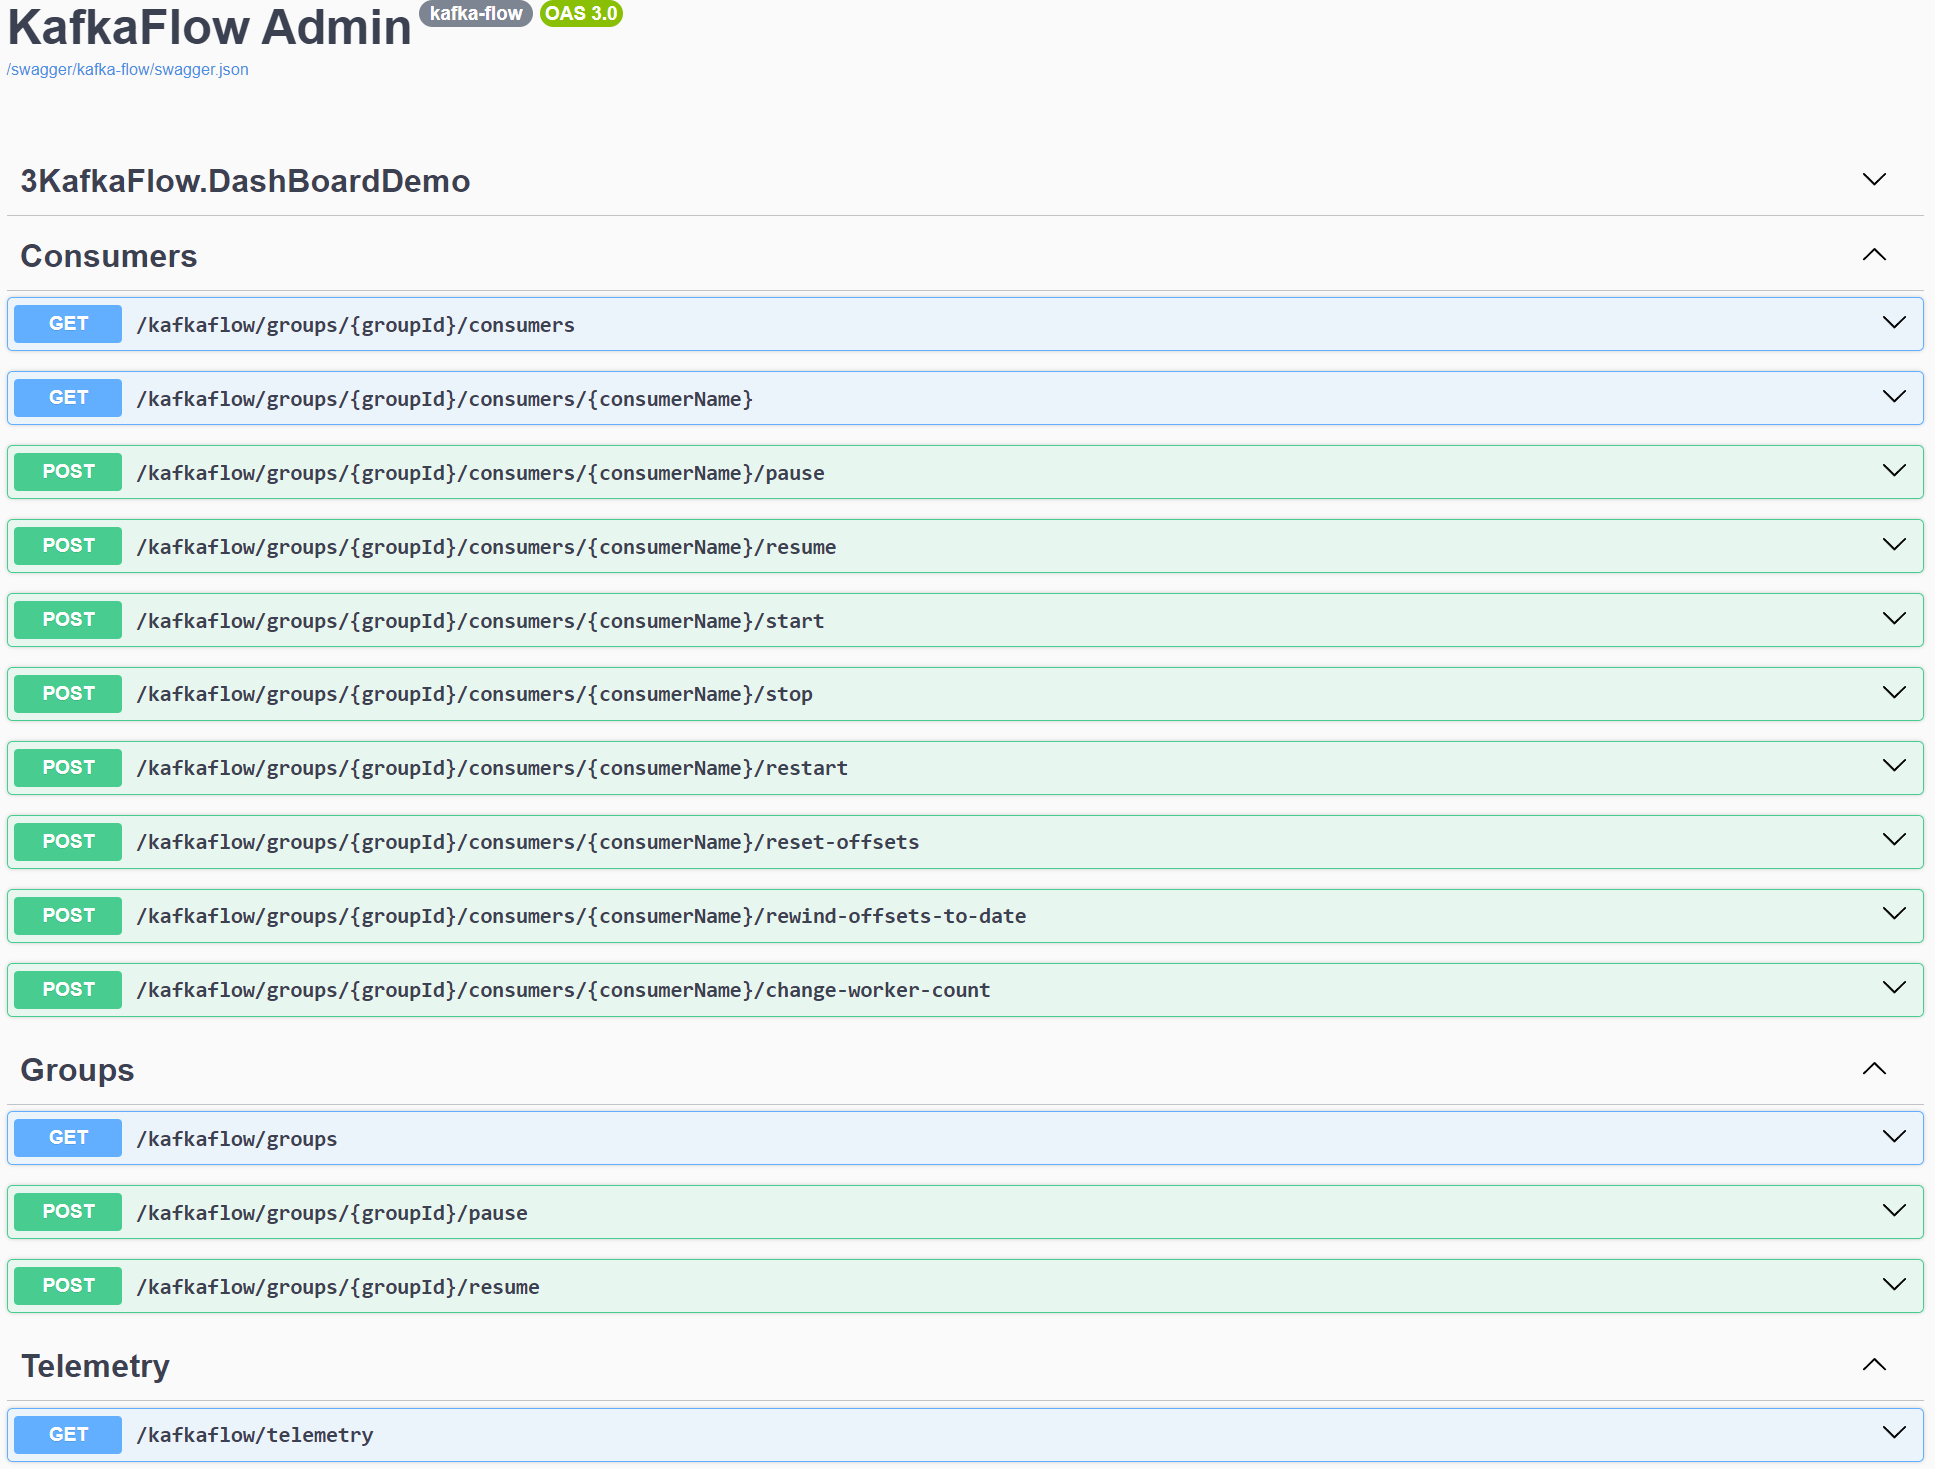 KafkaFlow Admin kafka-flow OAS 3.0
/swagger/kafka-flow/swagger.json
3KafkaFlow.DashBoardDemo
Consumers
GET /kafkaflow/groups/{groupId}/consumers
GET /kafkaflow/groups/{groupId}/consumers/{consumerName}
POST /kafkaflow/groups/{groupId}/consumers/{consumerName}/pause
POST /kafkaflow/groups/{groupId}/consumers/{consumerName}/resume
POST /kafkaflow/groups/{groupId}/consumers/{consumerName}/start
POST /kafkaflow/groups/{groupId}/consumers/{consumerName}/stop
POST /kafkaflow/groups/{groupId}/consumers/{consumerName}/restart
POST /kafkaflow/groups/{groupId}/consumers/{consumerName}/reset-offsets
POST /kafkaflow/groups/{groupId}/consumers/{consumerName}/rewind-offsets-to-date
POST /kafkaflow/groups/{groupId}/consumers/{consumerName}/change-worker-count
Groups
GET /kafkaflow/groups
POST /kafkaflow/groups/{groupId}/pause
POST /kafkaflow/groups/{groupId}/resume
Telemetry
GET /kafkaflow/telemetry